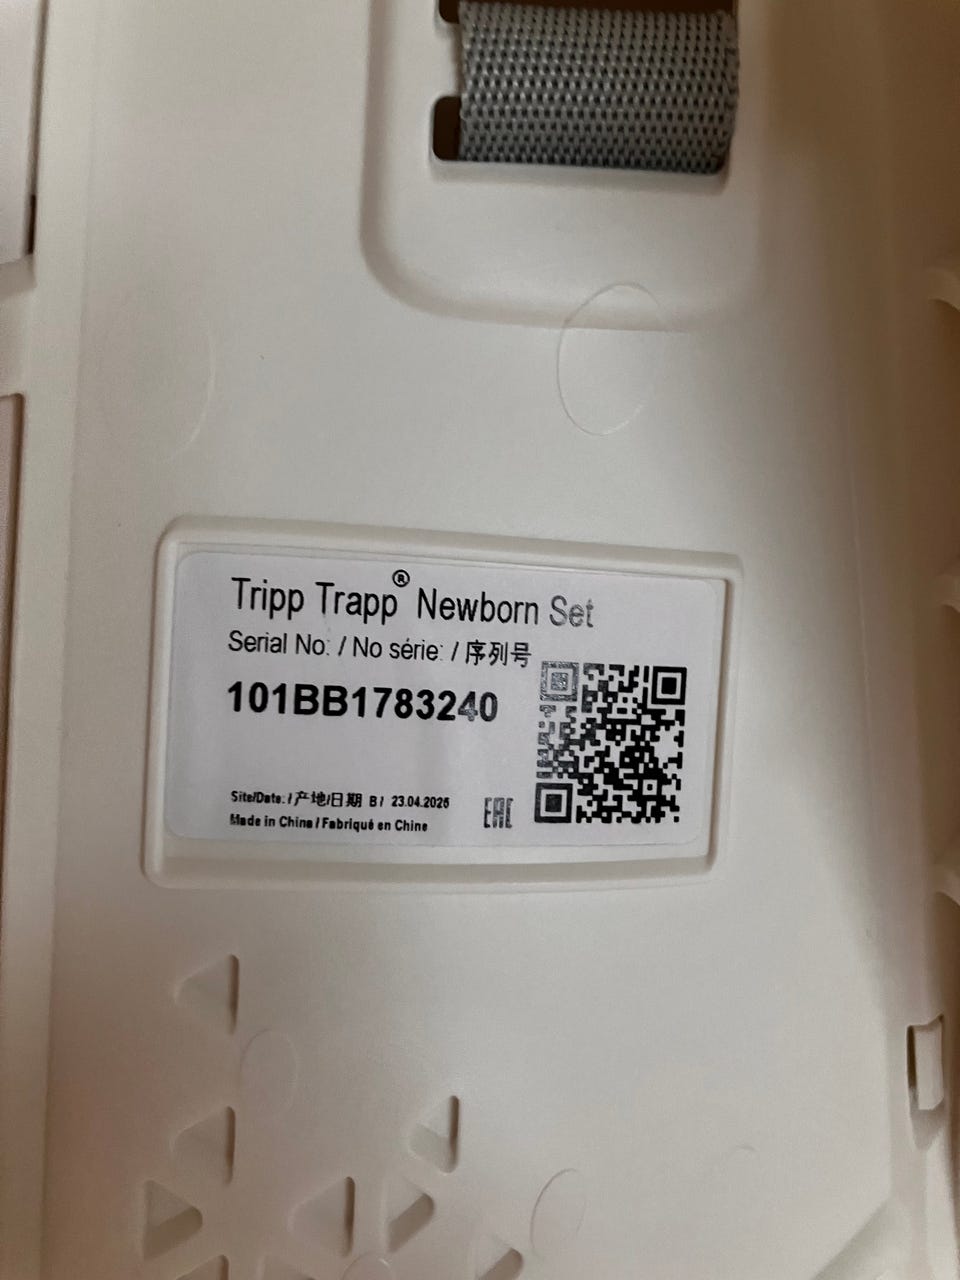 Tripp Trapp® Newborn Set
Serial No: / No série: / 序列号
101BB1783240
Site/Date: / 产地/日期 B / 23.04.2026
Made in China / Fabriqué en Chine
EAC